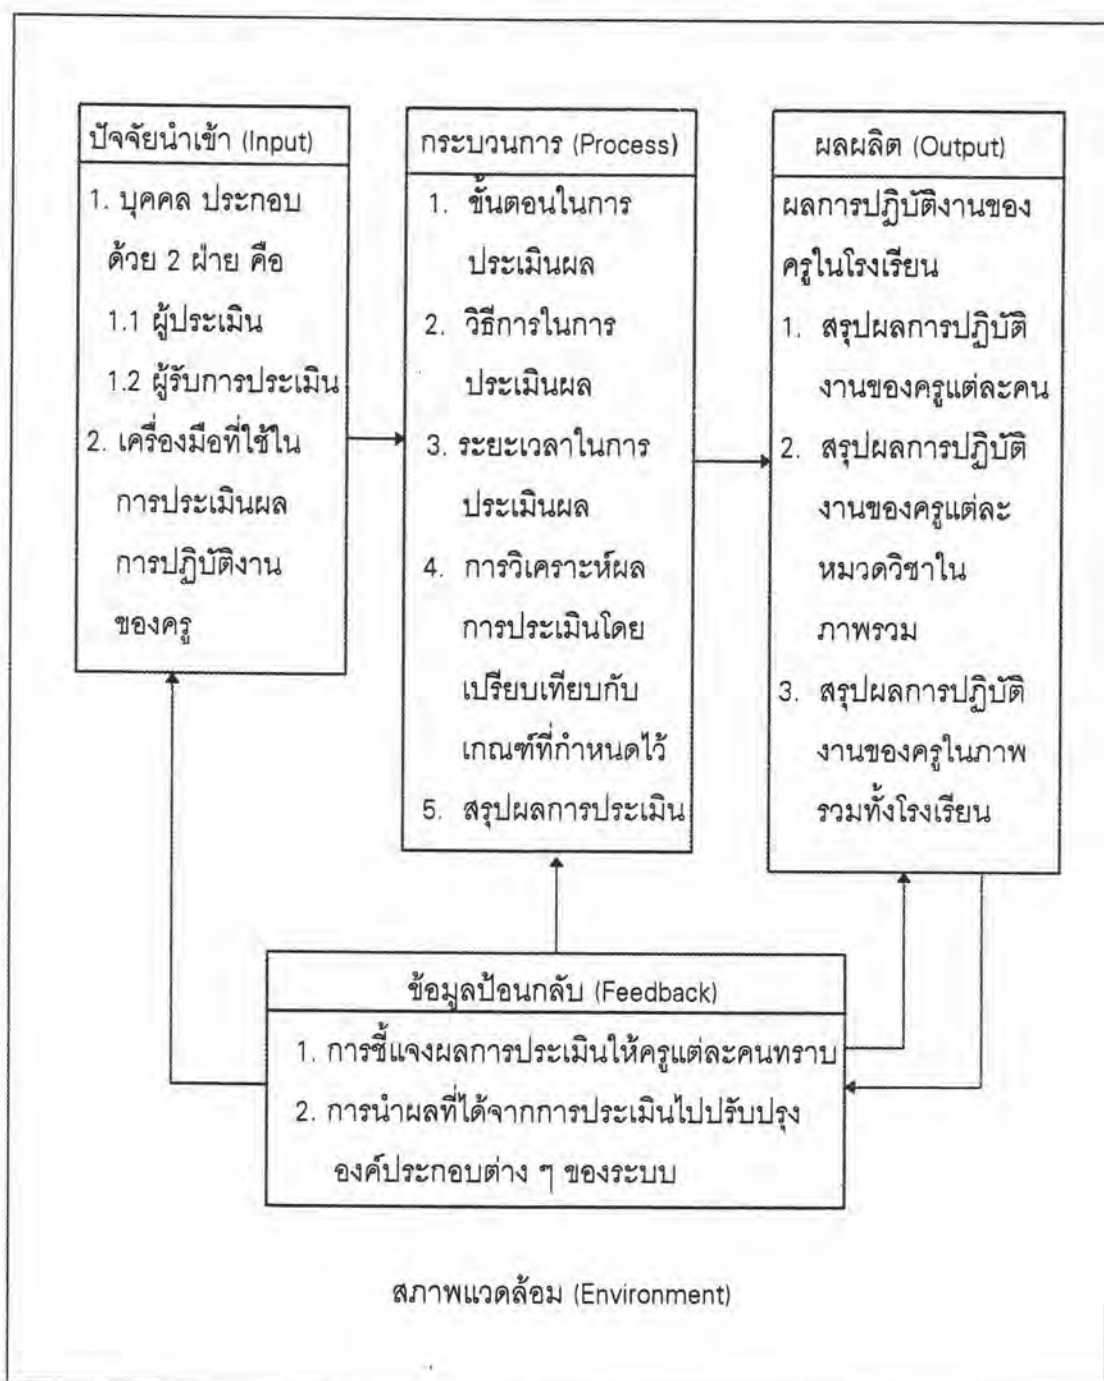 ปัจจัยนำเข้า (Input)
1. บุคคล ประกอบ
ด้วย 2 ฝ่าย คือ
1.1 ผู้ประเมิน
1.2 ผู้รับการประเมิน
2. เครื่องมือที่ใช้ใน
การประเมินผล
การปฏิบัติงาน
ของครู
กระบวนการ (Process)
1. ขั้นตอนในการ
ประเมินผล
2. วิธีการในการ
ประเมินผล
3. ระยะเวลาในการ
ประเมินผล
4. การวิเคราะห์ผล
การประเมินโดย
เปรียบเทียบกับ
เกณฑ์ที่กำหนดไว้
5. สรุปผลการประเมิน
ผลผลิต (Output)
ผลการปฏิบัติงานของ
ครูในโรงเรียน
1. สรุปผลการปฏิบัติ
งานของครูแต่ละคน
2. สรุปผลการปฏิบัติ
งานของครูแต่ละ
หมวดวิชาใน
ภาพรวม
3. สรุปผลการปฏิบัติ
งานของครูในภาพ
รวมทั้งโรงเรียน
ข้อมูลป้อนกลับ (Feedback)
1. การชี้แจงผลการประเมินให้ครูแต่ละคนทราบ
2. การนำผลที่ได้จากการประเมินไปปรับปรุง
องค์ประกอบต่าง ๆ ของระบบ
สภาพแวดล้อม (Environment)